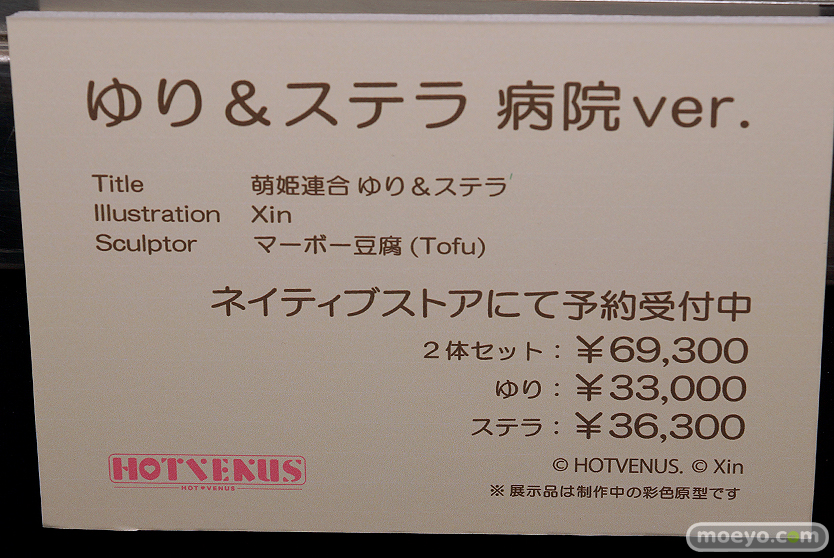 ゆり＆ステラ 病院ver.
Title 萌姫連合 ゆり＆ステラ
Illustration Xin
Sculptor マーボー豆腐 (Tofu)
ネイティブストアにて予約受付中
2体セット：￥69,300
ゆり：￥33,000
ステラ：￥36,300
© HOTVENUS. © Xin
HOTVENUS
HOT♥VENUS
※展示品は制作中の彩色原型です
moeyo.com